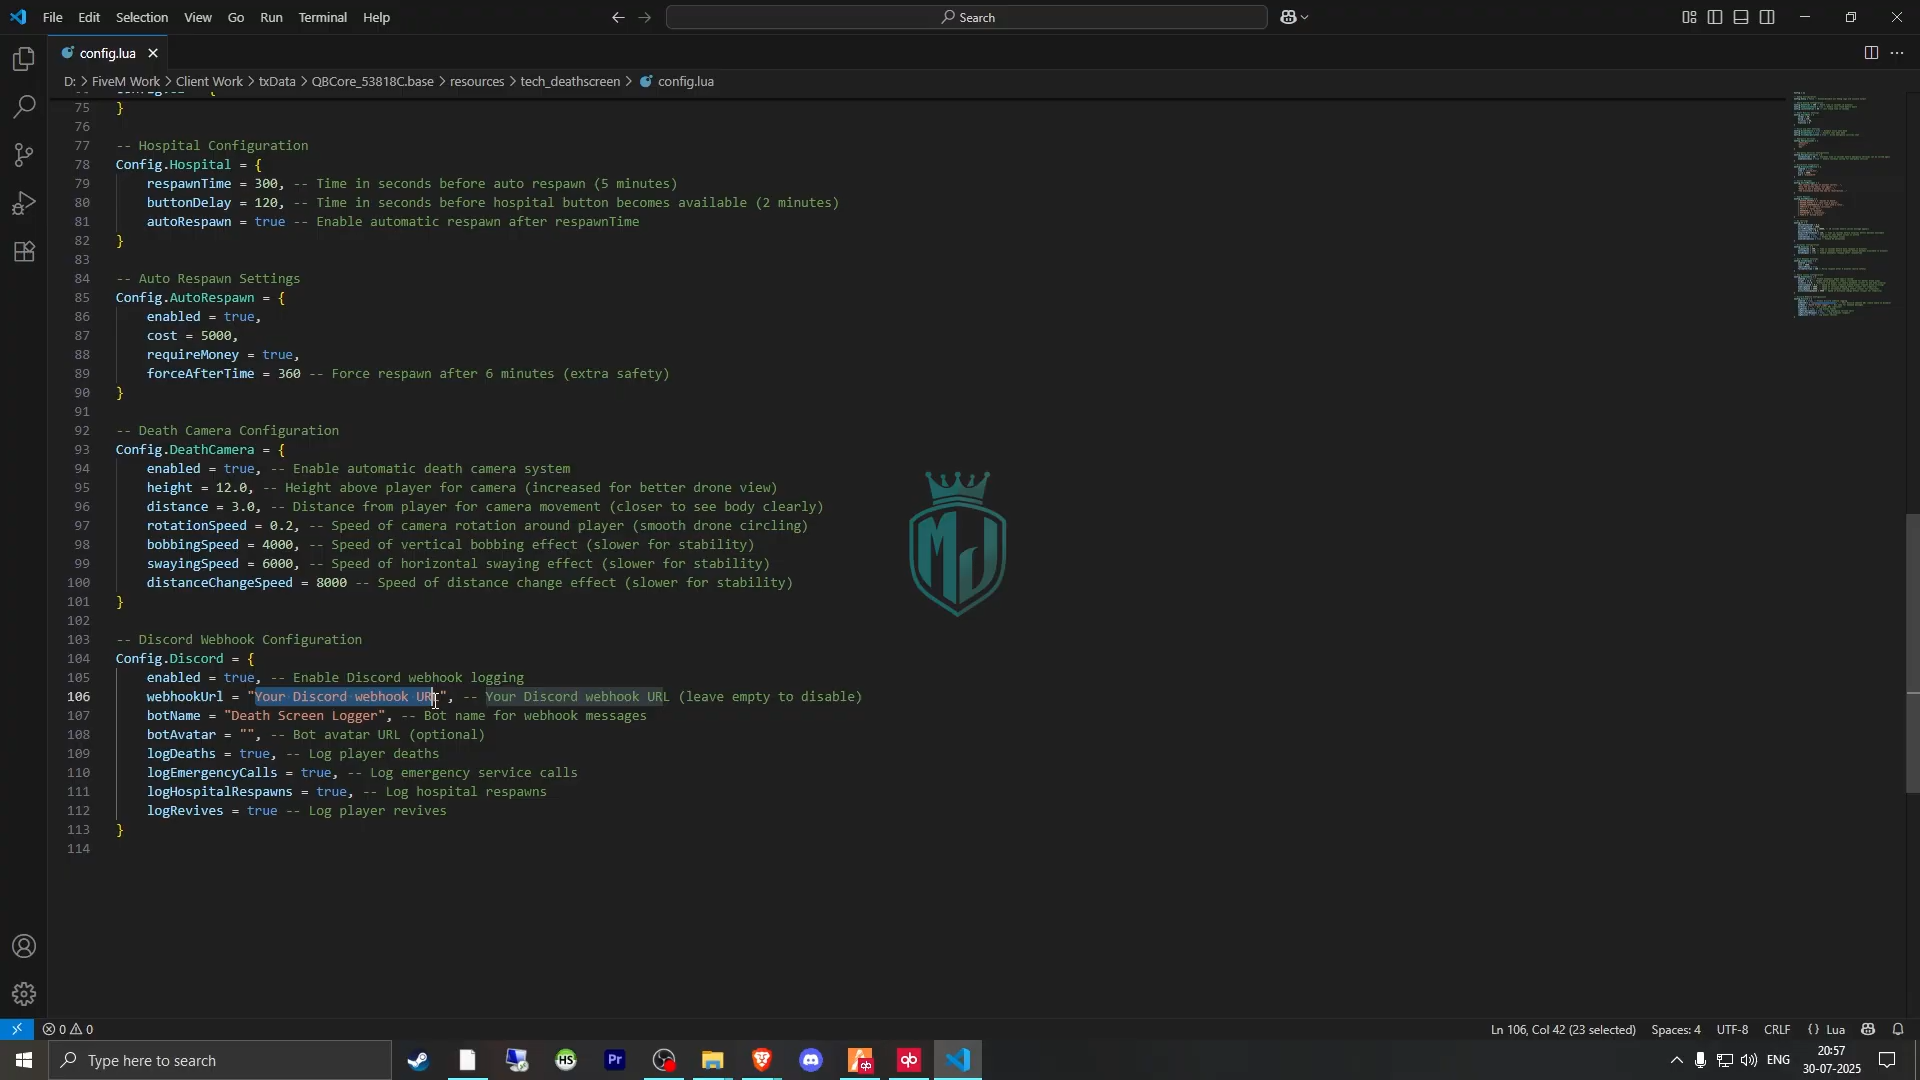 File Edit Selection View Go Run Terminal Help
Search
config.lua
D: > FiveM Work > Client Work > txData > QBCore_53818C.base > resources > tech_deathscreen > config.lua
75 }
76
77 -- Hospital Configuration
78 Config.Hospital = {
79 respawnTime = 300, -- Time in seconds before auto respawn (5 minutes)
80 buttonDelay = 120, -- Time in seconds before hospital button becomes available (2 minutes)
81 autoRespawn = true -- Enable automatic respawn after respawnTime
82 }
83
84 -- Auto Respawn Settings
85 Config.AutoRespawn = {
86 enabled = true,
87 cost = 5000,
88 requireMoney = true,
89 forceAfterTime = 360 -- Force respawn after 6 minutes (extra safety)
90 }
91
92 -- Death Camera Configuration
93 Config.DeathCamera = {
94 enabled = true, -- Enable automatic death camera system
95 height = 12.0, -- Height above player for camera (increased for better drone view)
96 distance = 3.0, -- Distance from player for camera movement (closer to see body clearly)
97 rotationSpeed = 0.2, -- Speed of camera rotation around player (smooth drone circling)
98 bobbingSpeed = 4000, -- Speed of vertical bobbing effect (slower for stability)
99 swayingSpeed = 6000, -- Speed of horizontal swaying effect (slower for stability)
100 distanceChangeSpeed = 8000 -- Speed of distance change effect (slower for stability)
101 }
102
103 -- Discord Webhook Configuration
104 Config.Discord = {
105 enabled = true, -- Enable Discord webhook logging
106 webhookUrl = "Your Discord webhook URL", -- Your Discord webhook URL (leave empty to disable)
107 botName = "Death Screen Logger", -- Bot name for webhook messages
108 botAvatar = "", -- Bot avatar URL (optional)
109 logDeaths = true, -- Log player deaths
110 logEmergencyCalls = true, -- Log emergency service calls
111 logHospitalRespawns = true, -- Log hospital respawns
112 logRevives = true -- Log player revives
113 }
114
MJ
0 0
Ln 106, Col 42 (23 selected) Spaces: 4 UTF-8 CRLF {} Lua
Type here to search
HS
Pr
qb
qb
ENG
20:57
30-07-2025